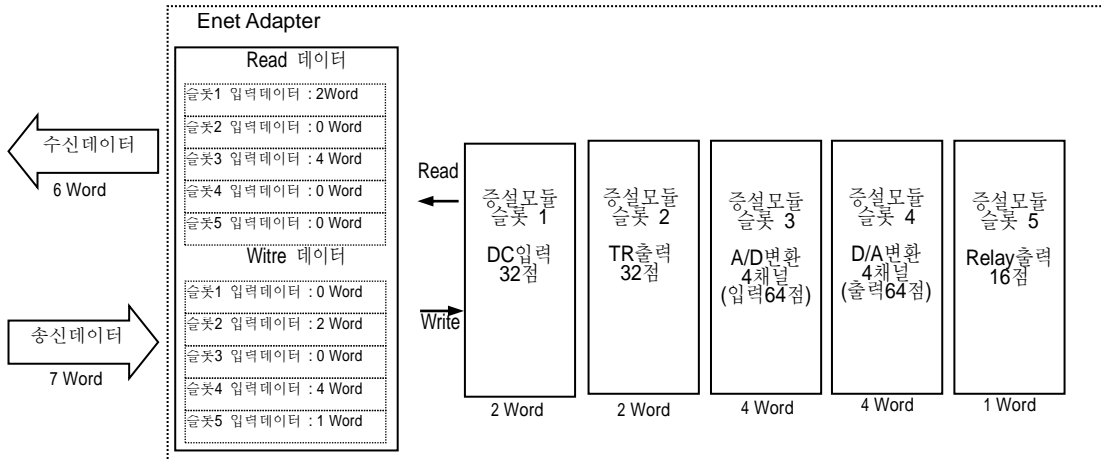 Enet Adapter
Read 데이터
슬롯1 입력데이터 : 2Word
슬롯2 입력데이터 : 0 Word
슬롯3 입력데이터 : 4 Word
슬롯4 입력데이터 : 0 Word
슬롯5 입력데이터 : 0 Word
Witre 데이터
슬롯1 입력데이터 : 0 Word
슬롯2 입력데이터 : 2 Word
슬롯3 입력데이터 : 0 Word
슬롯4 입력데이터 : 4 Word
슬롯5 입력데이터 : 1 Word
수신데이터
6 Word
송신데이터
7 Word
Read
Write
증설모듈
슬롯 1
DC입력
32점
2 Word
증설모듈
슬롯 2
TR출력
32점
2 Word
증설모듈
슬롯 3
A/D변환
4채널
(입력64점)
4 Word
증설모듈
슬롯 4
D/A변환
4채널
(출력64점)
4 Word
증설모듈
슬롯 5
Relay출력
16점
1 Word